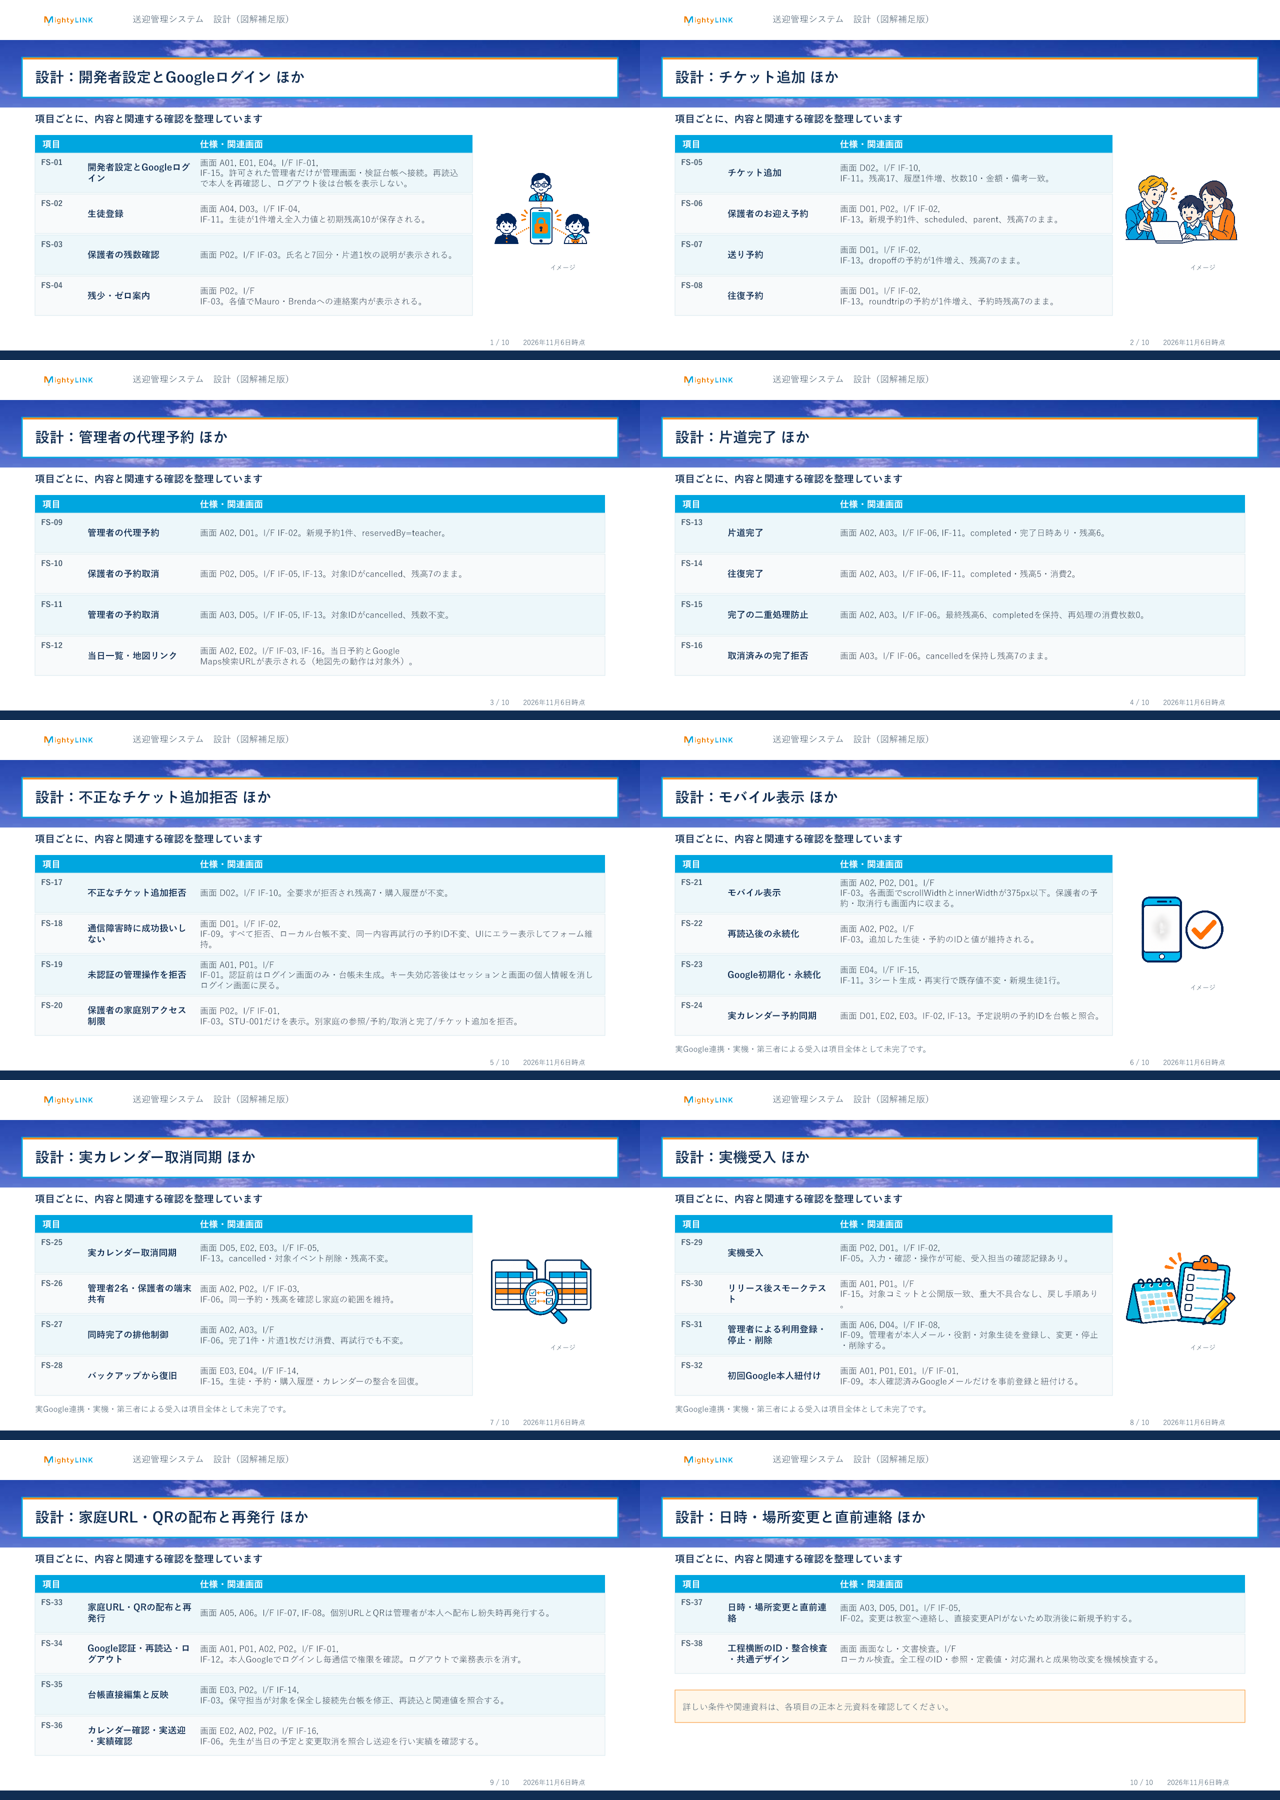 MightyLINK 送迎管理システム 設計（図解補足版）
設計：開発者設定とGoogleログイン ほか
項目ごとに、内容と関連する確認を整理しています
項目 仕様・関連画面
FS-01 開発者設定とGoogleログ
イン
画面 A01, E01, E04。I/F IF-01,
IF-15。許可された管理者だけが管理画面・検証台帳へ接続。再読込
で本人を再確認し、ログアウト後は台帳を表示しない。
FS-02 生徒登録
画面 A04, D03。I/F IF-04,
IF-11。生徒が1件増え全入力値と初期残高10が保存される。
FS-03 保護者の残数確認 画面 P02。I/F IF-03。氏名と7回分・片道1枚の説明が表示される。
FS-04 残少・ゼロ案内
画面 P02。I/F
IF-03。各値でMauro・Brendaへの連絡案内が表示される。
イメージ
1 / 10 2026年11月6日時点
MightyLINK 送迎管理システム 設計（図解補足版）
設計：チケット追加 ほか
項目ごとに、内容と関連する確認を整理しています
項目 仕様・関連画面
FS-05 チケット追加
画面 D02。I/F IF-10,
IF-11。残高17、履歴1件増、枚数10・金額・備考一致。
FS-06 保護者のお迎え予約
画面 D01, P02。I/F IF-02,
IF-13。新規予約1件、scheduled、parent、残高7のまま。
FS-07 送り予約
画面 D01。I/F IF-02,
IF-13。dropoffの予約が1件増え、残高7のまま。
FS-08 往復予約
画面 D01。I/F IF-02,
IF-13。roundtripの予約が1件増え、予約時残高7のまま。
イメージ
2 / 10 2026年11月6日時点
MightyLINK 送迎管理システム 設計（図解補足版）
設計：管理者の代理予約 ほか
項目ごとに、内容と関連する確認を整理しています
項目 仕様・関連画面
FS-09 管理者の代理予約 画面 A02, D01。I/F IF-02。新規予約1件、reservedBy=teacher。
FS-10 保護者の予約取消 画面 P02, D05。I/F IF-05, IF-13。対象IDがcancelled、残高7のまま。
FS-11 管理者の予約取消 画面 A03, D05。I/F IF-05, IF-13。対象IDがcancelled、残数不変。
FS-12 当日一覧・地図リンク
画面 A02, E02。I/F IF-03, IF-16。当日予約とGoogle
Maps検索URLが表示される（地図先の動作は対象外）。
3 / 10 2026年11月6日時点
MightyLINK 送迎管理システム 設計（図解補足版）
設計：片道完了 ほか
項目ごとに、内容と関連する確認を整理しています
項目 仕様・関連画面
FS-13 片道完了 画面 A02, A03。I/F IF-06, IF-11。completed・完了日時あり・残高6。
FS-14 往復完了 画面 A02, A03。I/F IF-06, IF-11。completed・残高5・消費2。
FS-15 完了の二重処理防止 画面 A02, A03。I/F IF-06。最終残高6、completedを保持、再処理の消費枚数0。
FS-16 取消済みの完了拒否 画面 A03。I/F IF-06。cancelledを保持し残高7のまま。
4 / 10 2026年11月6日時点
MightyLINK 送迎管理システム 設計（図解補足版）
設計：不正なチケット追加拒否 ほか
項目ごとに、内容と関連する確認を整理しています
項目 仕様・関連画面
FS-17 不正なチケット追加拒否 画面 D02。I/F IF-10。全要求が拒否され残高7・購入履歴が不変。
FS-18 通信障害時に成功扱いし
ない
画面 D01。I/F IF-02,
IF-09。すべて拒否、ローカル台帳不変、同一内容再試行の予約ID不変、UIにエラー表示してフォーム維
持。
FS-19 未認証の管理操作を拒否
画面 A01, P01。I/F
IF-01。認証前はログイン画面のみ・台帳未生成。キー失効応答後はセッションと画面の個人情報を消し
ログイン画面に戻る。
FS-20 保護者の家庭別アクセス
制限
画面 P02。I/F IF-01,
IF-03。STU-001だけを表示。別家庭の参照/予約/取消と完了/チケット追加を拒否。
5 / 10 2026年11月6日時点
MightyLINK 送迎管理システム 設計（図解補足版）
設計：モバイル表示 ほか
項目ごとに、内容と関連する確認を整理しています
項目 仕様・関連画面
FS-21 モバイル表示
画面 A02, P02, D01。I/F
IF-03。各画面でscrollWidthとinnerWidthが375px以下。保護者の予
約・取消行も画面内に収まる。
FS-22 再読込後の永続化
画面 A02, P02。I/F
IF-03。追加した生徒・予約のIDと値が維持される。
FS-23 Google初期化・永続化
画面 E04。I/F IF-15,
IF-11。3シート生成・再実行で既存値不変・新規生徒1行。
FS-24 実カレンダー予約同期 画面 D01, E02, E03。IF-02, IF-13。予定説明の予約IDを台帳と照合。
イメージ
実Google連携・実機・第三者による受入は項目全体として未完了です。
6 / 10 2026年11月6日時点
MightyLINK 送迎管理システム 設計（図解補足版）
設計：実カレンダー取消同期 ほか
項目ごとに、内容と関連する確認を整理しています
項目 仕様・関連画面
FS-25 実カレンダー取消同期
画面 D05, E02, E03。I/F IF-05,
IF-13。cancelled・対象イベント削除・残高不変。
FS-26 管理者2名・保護者の端末
共有
画面 A02, P02。I/F IF-03,
IF-06。同一予約・残高を確認し家庭の範囲を維持。
FS-27 同時完了の排他制御
画面 A02, A03。I/F
IF-06。完了1件・片道1枚だけ消費、再試行でも不変。
FS-28 バックアップから復旧
画面 E03, E04。I/F IF-14,
IF-15。生徒・予約・購入履歴・カレンダーの整合を回復。
イメージ
実Google連携・実機・第三者による受入は項目全体として未完了です。
7 / 10 2026年11月6日時点
MightyLINK 送迎管理システム 設計（図解補足版）
設計：実機受入 ほか
項目ごとに、内容と関連する確認を整理しています
項目 仕様・関連画面
FS-29 実機受入
画面 P02, D01。I/F IF-02,
IF-05。入力・確認・操作が可能、受入担当の確認記録あり。
FS-30 リリース後スモークテス
ト
画面 A01, P01。I/F
IF-15。対象コミットと公開版一致、重大不具合なし、戻し手順あり
。
FS-31 管理者による利用登録・
停止・削除
画面 A06, D04。I/F IF-08,
IF-09。管理者が本人メール・役割・対象生徒を登録し、変更・停止
・削除する。
FS-32 初回Google本人紐付け
画面 A01, P01, E01。I/F IF-01,
IF-09。本人確認済みGoogleメールだけを事前登録と紐付ける。
イメージ
実Google連携・実機・第三者による受入は項目全体として未完了です。
8 / 10 2026年11月6日時点
MightyLINK 送迎管理システム 設計（図解補足版）
設計：家庭URL・QRの配布と再発行 ほか
項目ごとに、内容と関連する確認を整理しています
項目 仕様・関連画面
FS-33 家庭URL・QRの配布と再
発行
画面 A05, A06。I/F IF-07, IF-08。個別URLとQRは管理者が本人へ配布し紛失時再発行する。
FS-34 Google認証・再読込・ロ
グアウト
画面 A01, P01, A02, P02。I/F IF-01,
IF-12。本人Googleでログインし毎通信で権限を確認。ログアウトで業務表示を消す。
FS-35 台帳直接編集と反映
画面 E03, P02。I/F IF-14,
IF-03。保守担当が対象を保全し接続先台帳を修正、再読込と関連値を照合する。
FS-36 カレンダー確認・実送迎
・実績確認
画面 E02, A02, P02。I/F IF-16,
IF-06。先生が当日の予定と変更取消を照合し送迎を行い実績を確認する。
9 / 10 2026年11月6日時点
MightyLINK 送迎管理システム 設計（図解補足版）
設計：日時・場所変更と直前連絡 ほか
項目ごとに、内容と関連する確認を整理しています
項目 仕様・関連画面
FS-37 日時・場所変更と直前連
絡
画面 A03, D05, D01。I/F IF-05,
IF-02。変更は教室へ連絡し、直接変更APIがないため取消後に新規予約する。
FS-38 工程横断のID・整合検査
・共通デザイン
画面 画面なし・文書検査。I/F
ローカル検査。全工程のID・参照・定義値・対応漏れと成果物改変を機械検査する。
詳しい条件や関連資料は、各項目の正本と元資料を確認してください。
10 / 10 2026年11月6日時点